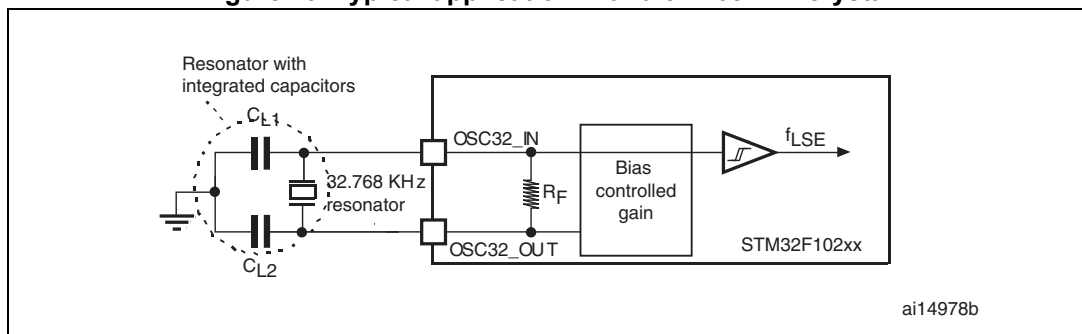 Resonator with
integrated capacitors
CL1
OSC32_IN
fLSE
Bias
controlled
gain
32.768 KHz
resonator
RF
OSC32_OUT
STM32F102xx
CL2
ai14978b